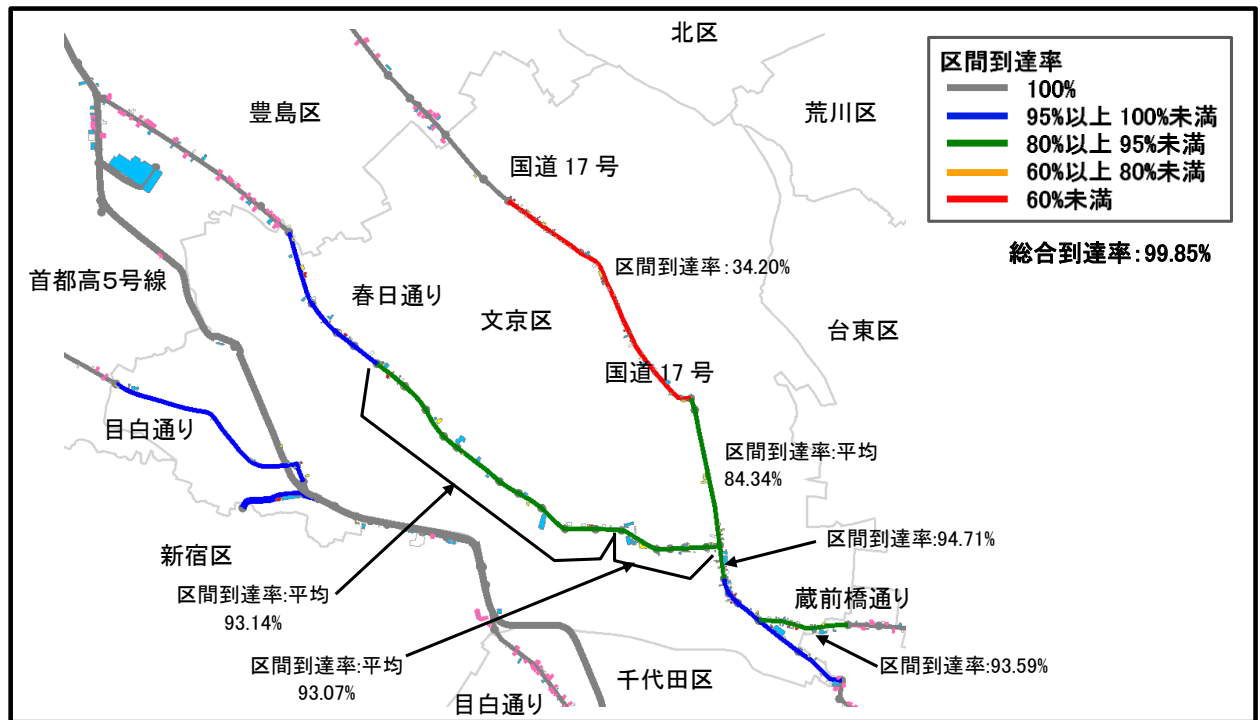 北区
豊島区
荒川区
国道 17 号
区間到達率
100%
95%以上 100%未満
80%以上 95%未満
60%以上 80%未満
60%未満
総合到達率:99.85%
首都高5号線
春日通り
区間到達率:34.20%
文京区
台東区
国道 17 号
目白通り
区間到達率:平均
84.34%
新宿区
区間到達率:94.71%
区間到達率:平均
93.14%
蔵前橋通り
区間到達率:平均
93.07%
千代田区
区間到達率:93.59%
目白通り